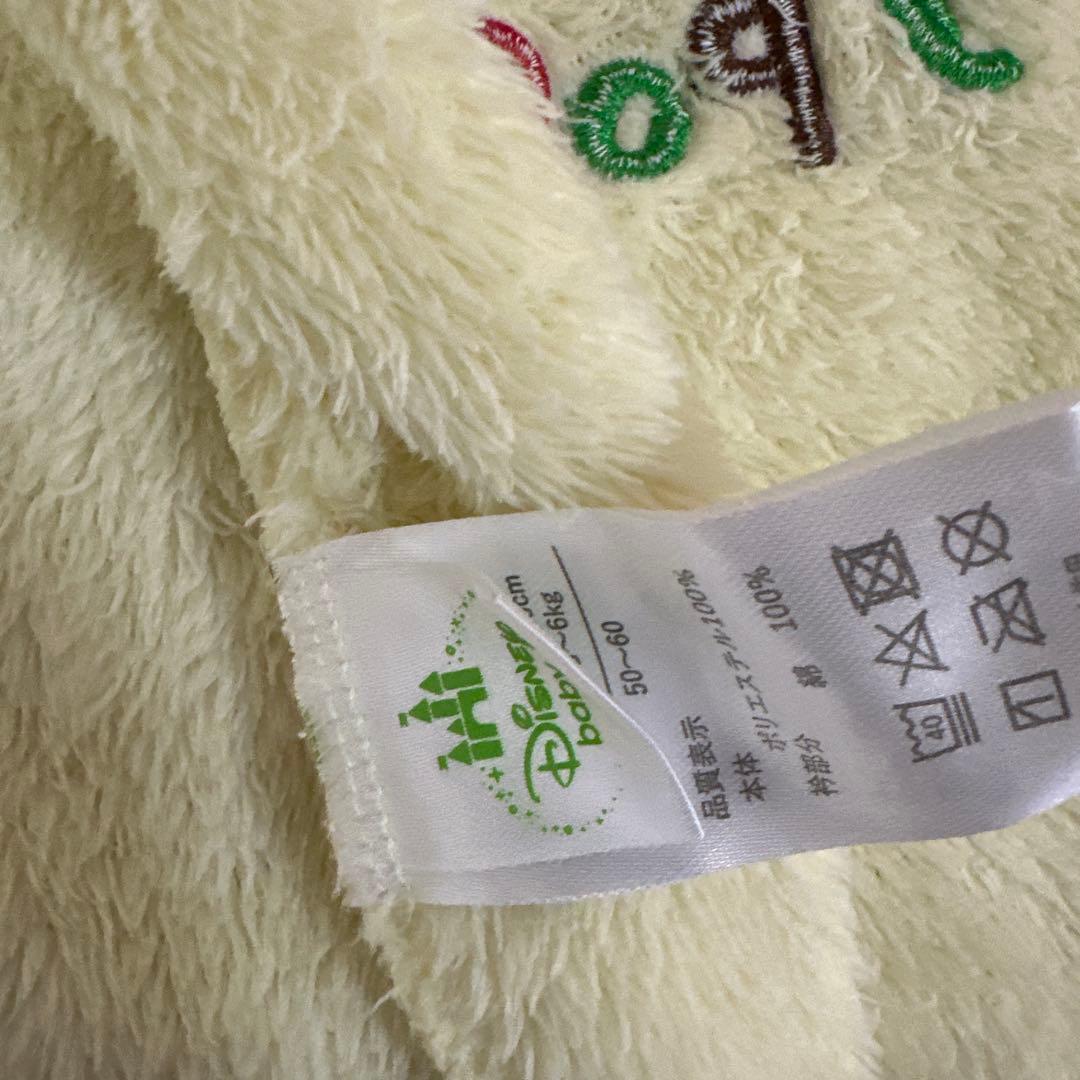 Disney
baby
cm
~6kg
50~60
品質表示
本体
ポリエステル100%
衿部分
綿 100%
40